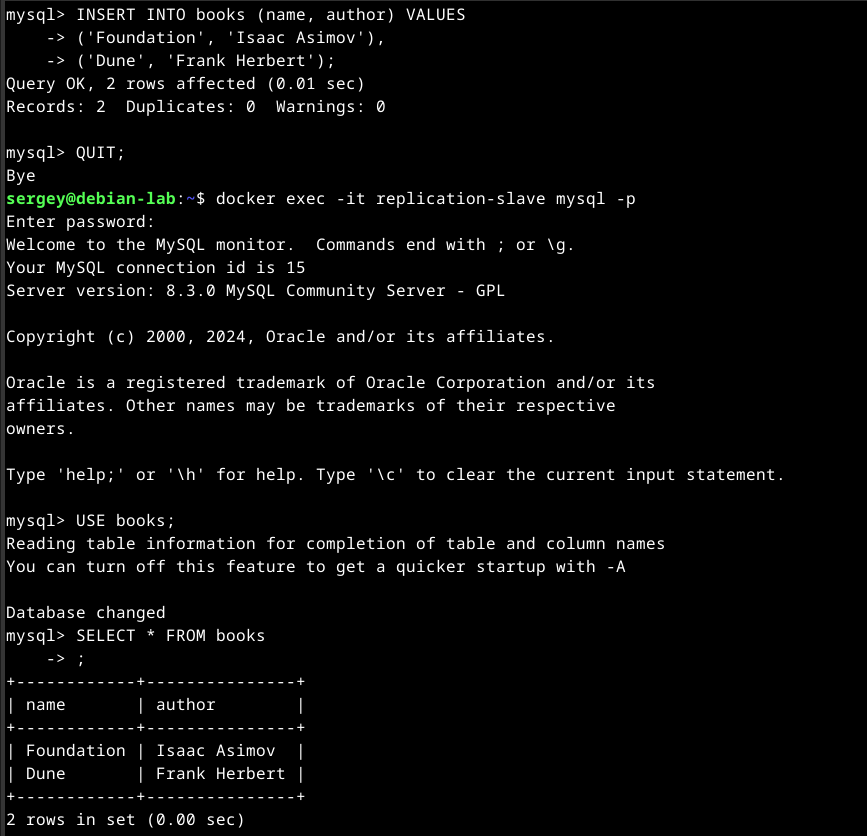 mysql> INSERT INTO books (name, author) VALUES
    -> ('Foundation', 'Isaac Asimov'),
    -> ('Dune', 'Frank Herbert');
Query OK, 2 rows affected (0.01 sec)
Records: 2  Duplicates: 0  Warnings: 0

mysql> QUIT;
Bye
sergey@debian-lab:~$ docker exec -it replication-slave mysql -p
Enter password:
Welcome to the MySQL monitor.  Commands end with ; or \g.
Your MySQL connection id is 15
Server version: 8.3.0 MySQL Community Server - GPL

Copyright (c) 2000, 2024, Oracle and/or its affiliates.

Oracle is a registered trademark of Oracle Corporation and/or its
affiliates. Other names may be trademarks of their respective
owners.

Type 'help;' or '\h' for help. Type '\c' to clear the current input statement.

mysql> USE books;
Reading table information for completion of table and column names
You can turn off this feature to get a quicker startup with -A

Database changed
mysql> SELECT * FROM books
    -> ;
+------------+---------------+
| name       | author        |
+------------+---------------+
| Foundation | Isaac Asimov  |
| Dune       | Frank Herbert |
+------------+---------------+
2 rows in set (0.00 sec)